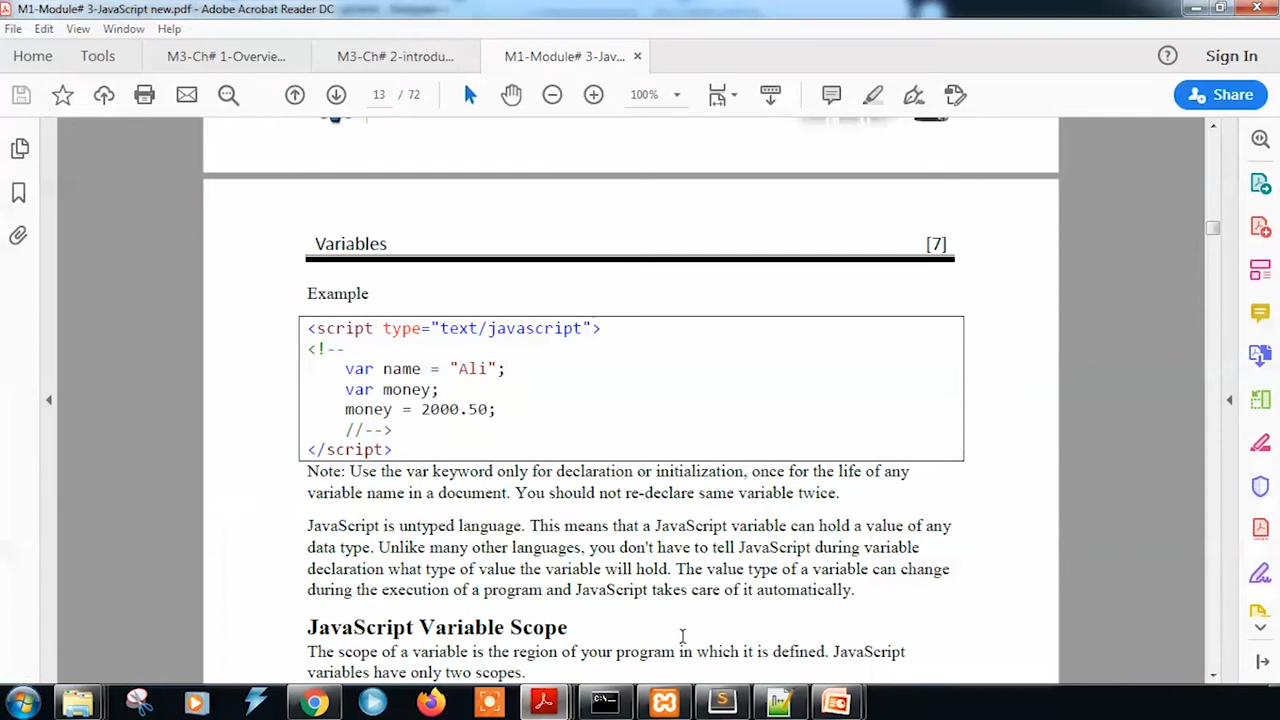 M1-Module# 3-JavaScript new.pdf - Adobe Acrobat Reader DC
File Edit View Window Help
Home Tools M3-Ch# 1-Overvie... M3-Ch# 2-introdu... M1-Module# 3-Jav... × ? Sign In
13 / 72 100% Share
Variables [7]
Example
<script type="text/javascript">
<!--
var name = "Ali";
var money;
money = 2000.50;
//-->
</script>
Note: Use the var keyword only for declaration or initialization, once for the life of any
variable name in a document. You should not re-declare same variable twice.
JavaScript is untyped language. This means that a JavaScript variable can hold a value of any
data type. Unlike many other languages, you don't have to tell JavaScript during variable
declaration what type of value the variable will hold. The value type of a variable can change
during the execution of a program and JavaScript takes care of it automatically.
JavaScript Variable Scope
The scope of a variable is the region of your program in which it is defined. JavaScript
variables have only two scopes.